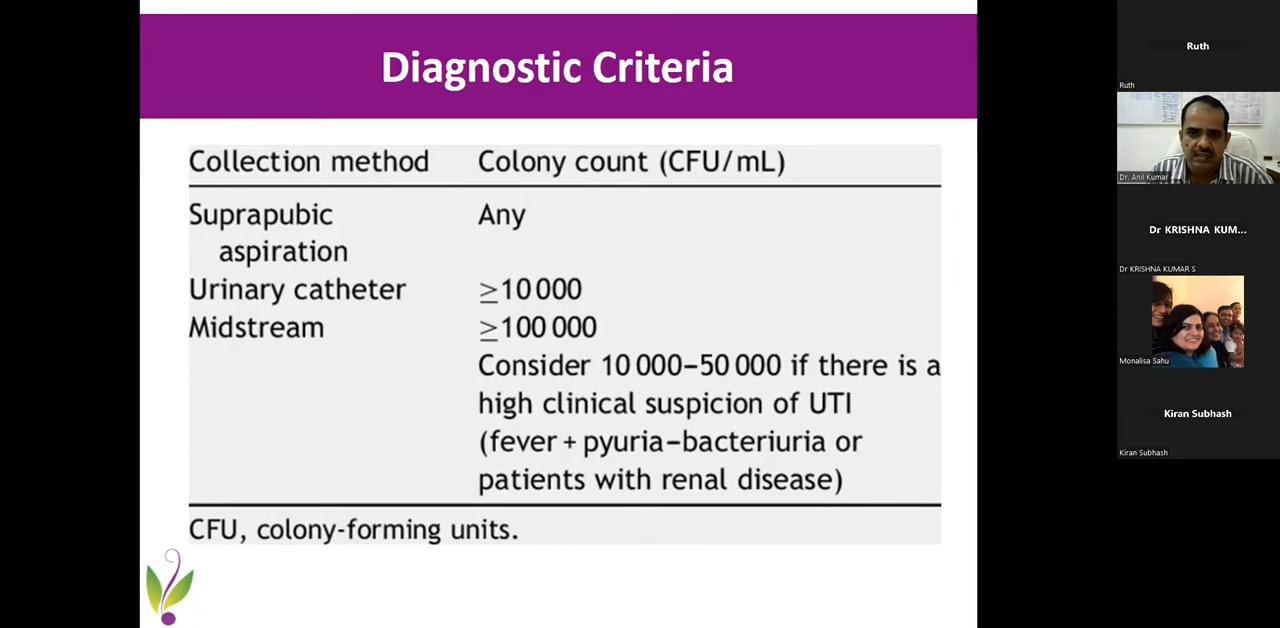 Diagnostic Criteria
Collection method Colony count (CFU/mL)
Suprapubic Any
aspiration
Urinary catheter ≥10 000
Midstream ≥100 000
Consider 10 000–50 000 if there is a
high clinical suspicion of UTI
(fever + pyuria–bacteriuria or
patients with renal disease)
CFU, colony-forming units.
Ruth
Ruth
Dr. Anil Kumar
Dr KRISHNA KUM...
Dr KRISHNA KUMAR S
Monalisa Sahu
Kiran Subhash
Kiran Subhash